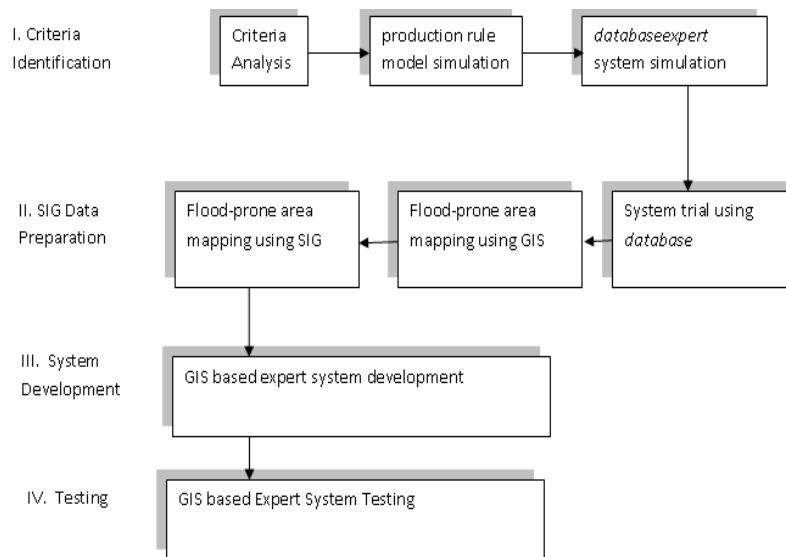 I. Criteria
Identification
Criteria
Analysis
production rule
model simulation
databaseexpert
system simulation
II. SIG Data
Preparation
Flood-prone area
mapping using SIG
Flood-prone area
mapping using GIS
System trial using
database
III. System
Development
GIS based expert system development
IV. Testing
GIS based Expert System Testing